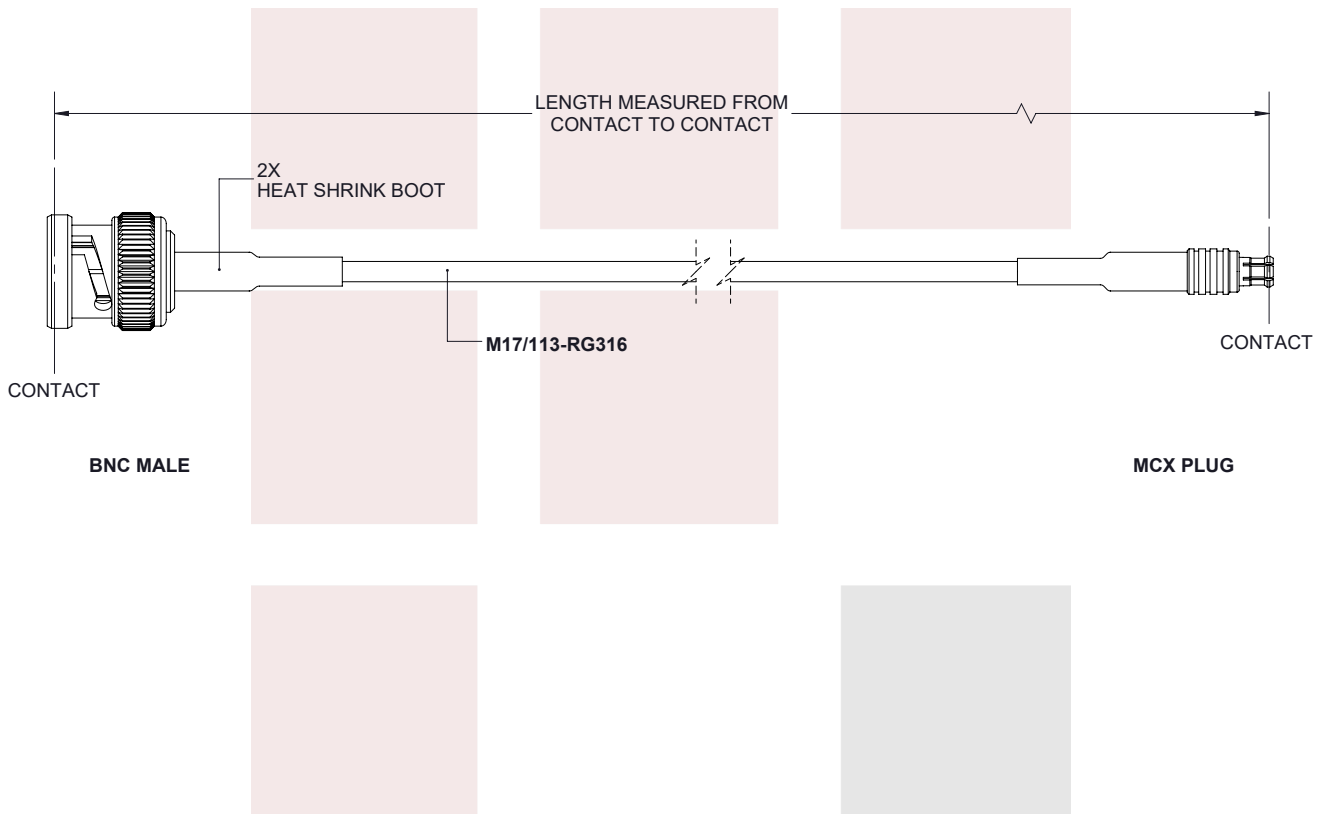 LENGTH MEASURED FROM
CONTACT TO CONTACT
2X
HEAT SHRINK BOOT
M17/113-RG316
CONTACT
CONTACT
BNC MALE
MCX PLUG